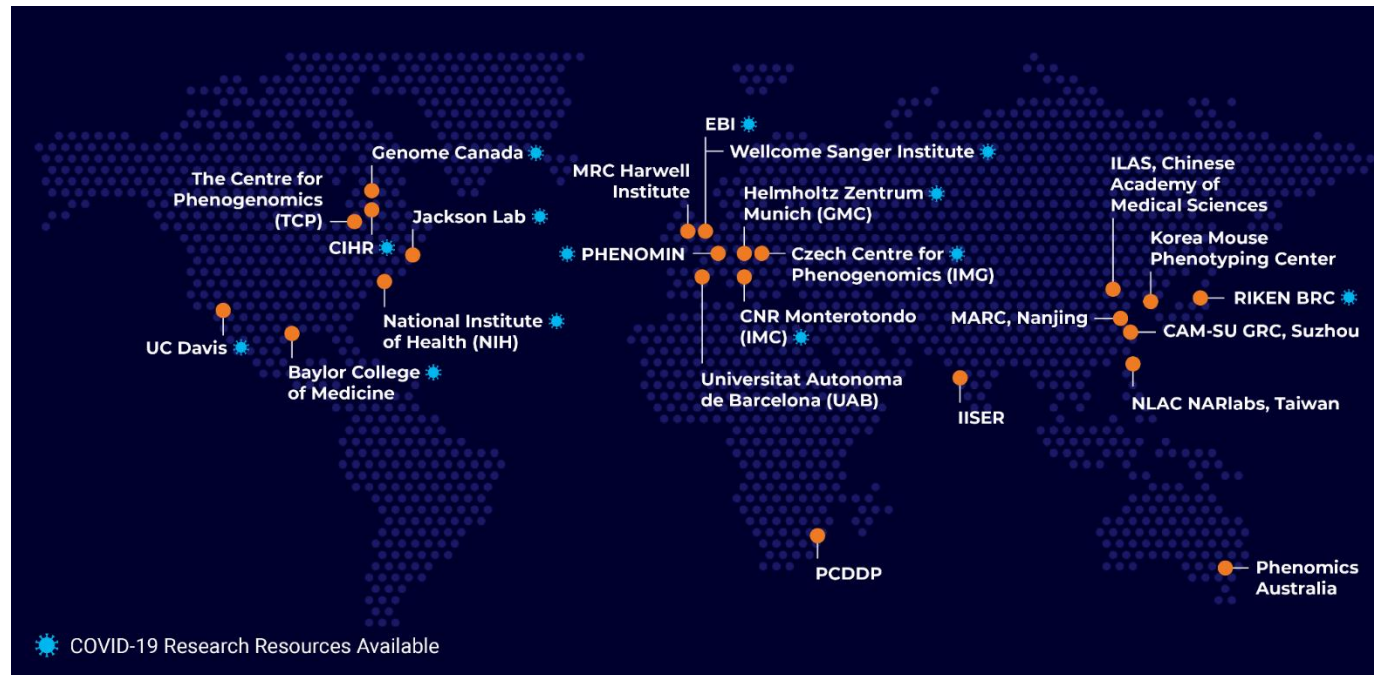 EBI
Genome Canada
Wellcome Sanger Institute
MRC Harwell
Institute
ILAS, Chinese
Academy of
Medical Sciences
The Centre for
Phenogenomics
(TCP)
Helmholtz Zentrum
Munich (GMC)
Jackson Lab
Korea Mouse
Phenotyping Center
CIHR
PHENOMIN
Czech Centre for
Phenogenomics (IMG)
RIKEN BRC
National Institute
of Health (NIH)
CNR Monterotondo
(IMC)
MARC, Nanjing
CAM-SU GRC, Suzhou
UC Davis
Baylor College
of Medicine
Universitat Autonoma
de Barcelona (UAB)
IISER
NLAC NARlabs, Taiwan
PCDDP
Phenomics
Australia
COVID-19 Research Resources Available